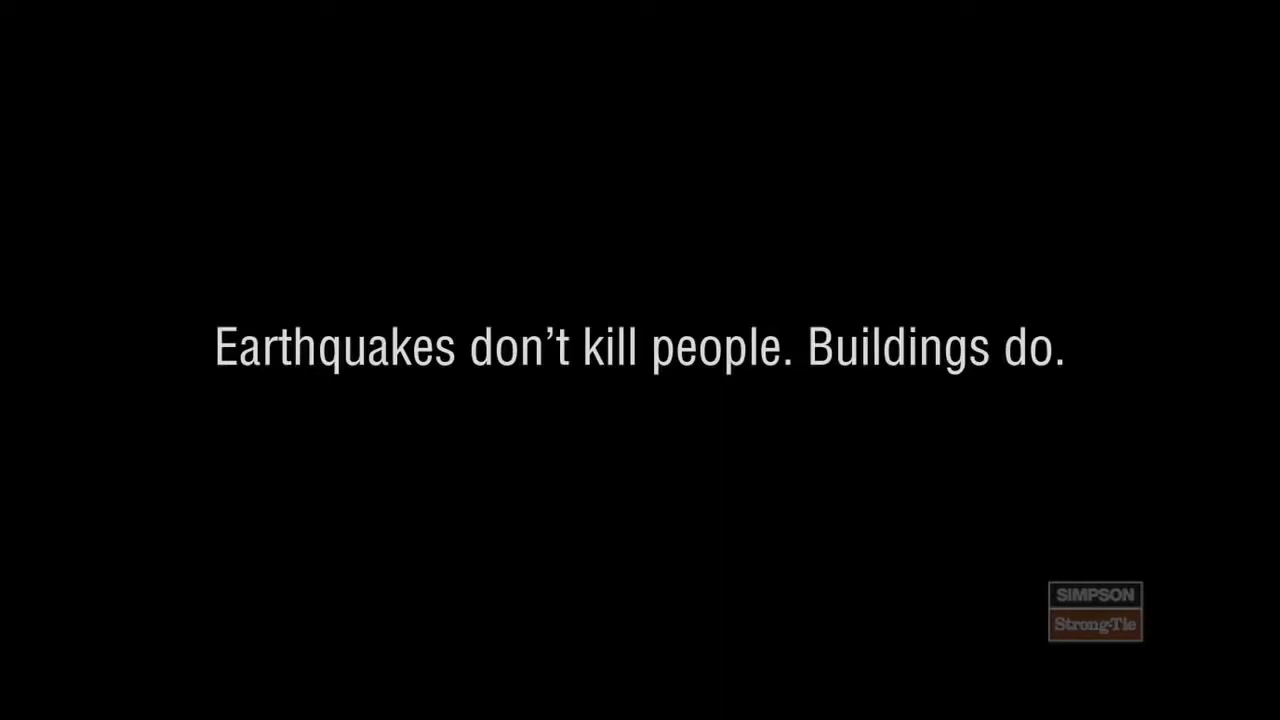 Earthquakes don’t kill people. Buildings do.
SIMPSON
Strong-Tie